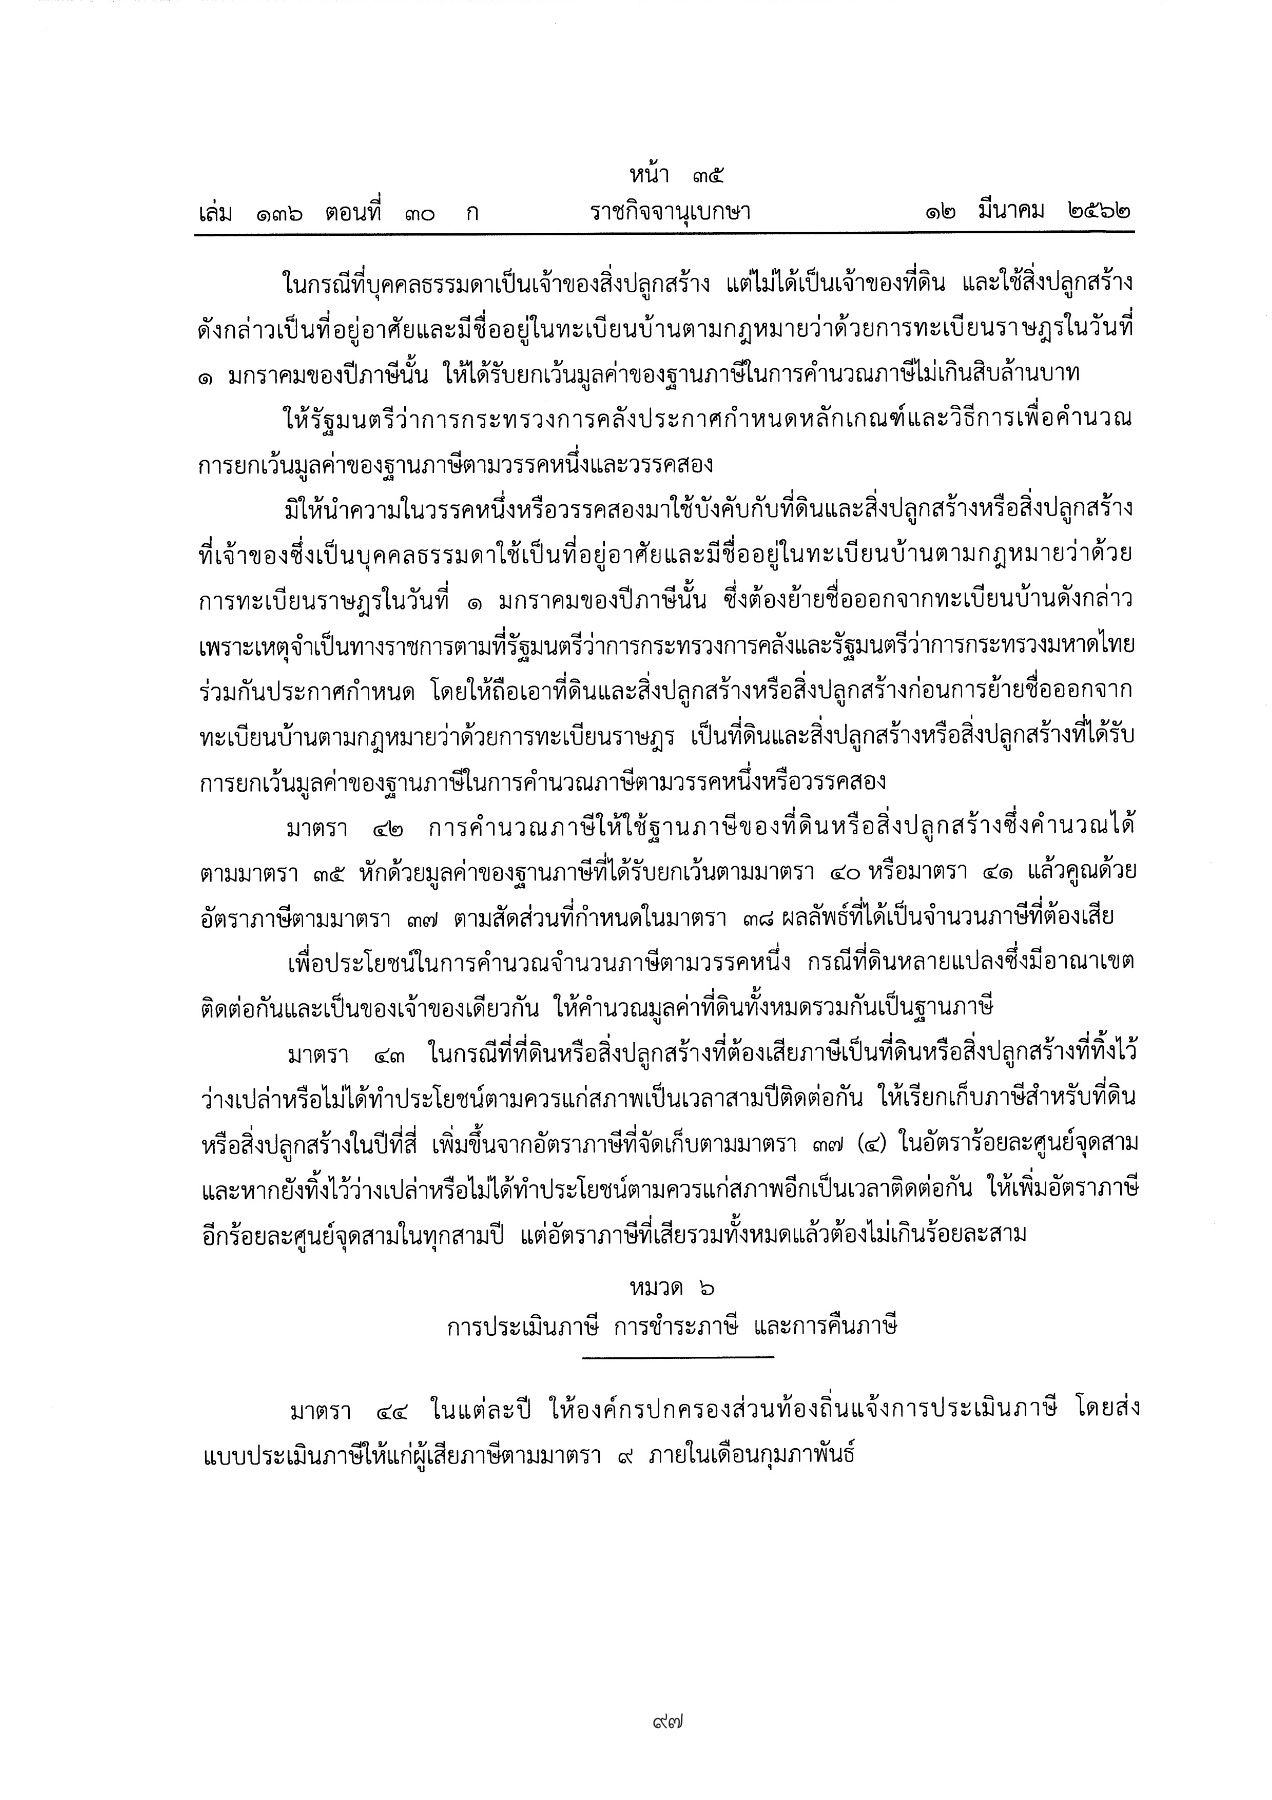 หน้า ๓๕
เล่ม ๑๓๖ ตอนที่ ๓๐ ก ราชกิจจานุเบกษา ๑๒ มีนาคม ๒๕๖๒
ในกรณีที่บุคคลธรรมดาเป็นเจ้าของสิ่งปลูกสร้าง แต่ไม่ได้เป็นเจ้าของที่ดิน และใช้สิ่งปลูกสร้าง
ดังกล่าวเป็นที่อยู่อาศัยและมีชื่ออยู่ในทะเบียนบ้านตามกฎหมายว่าด้วยการทะเบียนราษฎรในวันที่
๑ มกราคมของปีภาษีนั้น ให้ได้รับยกเว้นมูลค่าของฐานภาษีในการคำนวณภาษีไม่เกินสิบล้านบาท
ให้รัฐมนตรีว่าการกระทรวงการคลังประกาศกำหนดหลักเกณฑ์และวิธีการเพื่อคำนวณ
การยกเว้นมูลค่าของฐานภาษีตามวรรคหนึ่งและวรรคสอง
มิให้นำความในวรรคหนึ่งหรือวรรคสองมาใช้บังคับกับที่ดินและสิ่งปลูกสร้างหรือสิ่งปลูกสร้าง
ที่เจ้าของซึ่งเป็นบุคคลธรรมดาใช้เป็นที่อยู่อาศัยและมีชื่ออยู่ในทะเบียนบ้านตามกฎหมายว่าด้วย
การทะเบียนราษฎรในวันที่ ๑ มกราคมของปีภาษีนั้น ซึ่งต้องย้ายชื่อออกจากทะเบียนบ้านดังกล่าว
เพราะเหตุจำเป็นทางราชการตามที่รัฐมนตรีว่าการกระทรวงการคลังและรัฐมนตรีว่าการกระทรวงมหาดไทย
ร่วมกันประกาศกำหนด โดยให้ถือเอาที่ดินและสิ่งปลูกสร้างหรือสิ่งปลูกสร้างก่อนการย้ายชื่อออกจาก
ทะเบียนบ้านตามกฎหมายว่าด้วยการทะเบียนราษฎร เป็นที่ดินและสิ่งปลูกสร้างหรือสิ่งปลูกสร้างที่ได้รับ
การยกเว้นมูลค่าของฐานภาษีในการคำนวณภาษีตามวรรคหนึ่งหรือวรรคสอง
มาตรา ๔๒ การคำนวณภาษีให้ใช้ฐานภาษีของที่ดินหรือสิ่งปลูกสร้างซึ่งคำนวณได้
ตามมาตรา ๓๕ หักด้วยมูลค่าของฐานภาษีที่ได้รับยกเว้นตามมาตรา ๔๐ หรือมาตรา ๔๑ แล้วคูณด้วย
อัตราภาษีตามมาตรา ๓๗ ตามสัดส่วนที่กำหนดในมาตรา ๓๘ ผลลัพธ์ที่ได้เป็นจำนวนภาษีที่ต้องเสีย
เพื่อประโยชน์ในการคำนวณจำนวนภาษีตามวรรคหนึ่ง กรณีที่ดินหลายแปลงซึ่งมีอาณาเขต
ติดต่อกันและเป็นของเจ้าของเดียวกัน ให้คำนวณมูลค่าที่ดินทั้งหมดรวมกันเป็นฐานภาษี
มาตรา ๔๓ ในกรณีที่ที่ดินหรือสิ่งปลูกสร้างที่ต้องเสียภาษีเป็นที่ดินหรือสิ่งปลูกสร้างที่ทิ้งไว้
ว่างเปล่าหรือไม่ได้ทำประโยชน์ตามควรแก่สภาพเป็นเวลาสามปีติดต่อกัน ให้เรียกเก็บภาษีสำหรับที่ดิน
หรือสิ่งปลูกสร้างในปีที่สี่ เพิ่มขึ้นจากอัตราภาษีที่จัดเก็บตามมาตรา ๓๗ (๔) ในอัตราร้อยละศูนย์จุดสาม
และหากยังทิ้งไว้ว่างเปล่าหรือไม่ได้ทำประโยชน์ตามควรแก่สภาพอีกเป็นเวลาติดต่อกัน ให้เพิ่มอัตราภาษี
อีกร้อยละศูนย์จุดสามในทุกสามปี แต่อัตราภาษีที่เสียรวมทั้งหมดแล้วต้องไม่เกินร้อยละสาม
หมวด ๖
การประเมินภาษี การชำระภาษี และการคืนภาษี
มาตรา ๔๔ ในแต่ละปี ให้องค์กรปกครองส่วนท้องถิ่นแจ้งการประเมินภาษี โดยส่ง
แบบประเมินภาษีให้แก่ผู้เสียภาษีตามมาตรา ๙ ภายในเดือนกุมภาพันธ์
๙๗